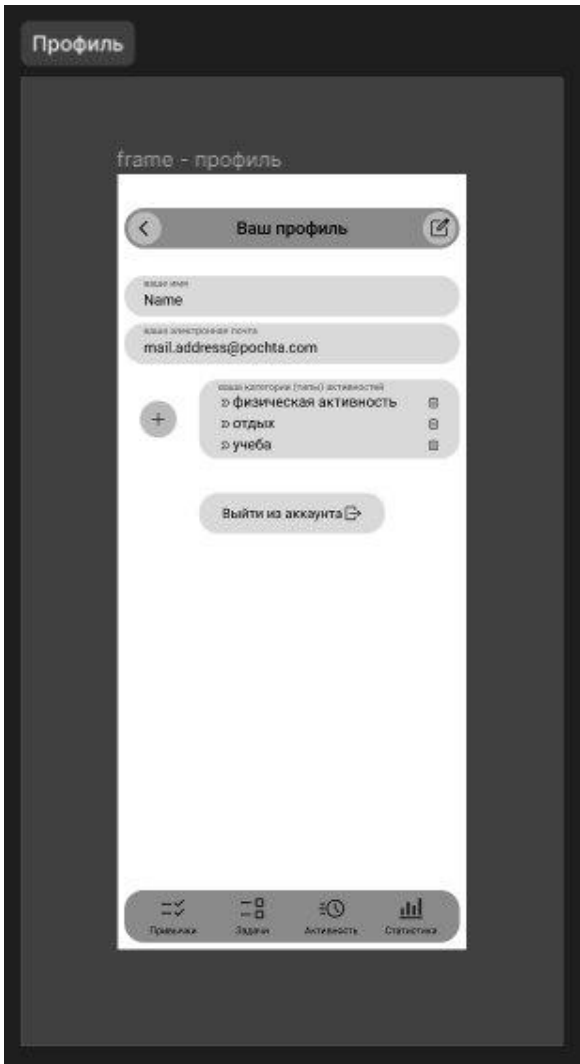 Профиль
frame - профиль
Ваш профиль
ваше имя
Name
ваша электронная почта
mail.address@pochta.com
ваши категории (типы) активностей
физическая активность
отдых
учеба
Выйти из аккаунта
Привычки
Задачи
Активность
Статистика